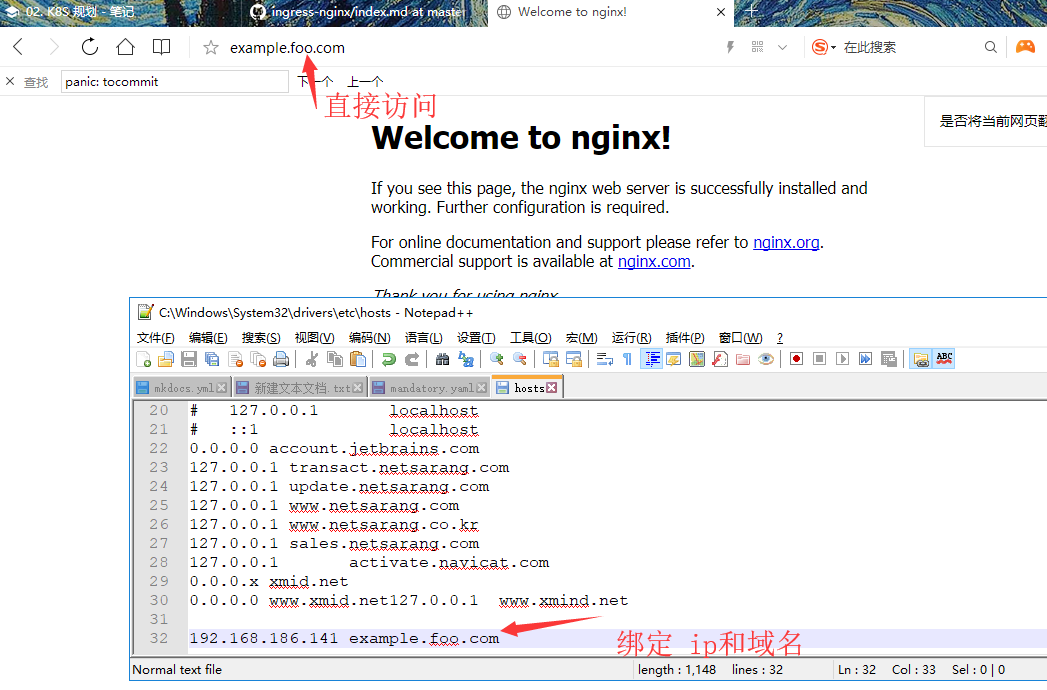 02. K8S 规划 - 笔记
ingress-nginx/index.md at master
Welcome to nginx!
example.foo.com
在此搜索
查找
panic: tocommit
下一个 上一个
直接访问
是否将当前网页翻
Welcome to nginx!
If you see this page, the nginx web server is successfully installed and
working. Further configuration is required.
For online documentation and support please refer to nginx.org.
Commercial support is available at nginx.com.
Thank you for using nginx.
C:\Windows\System32\drivers\etc\hosts - Notepad++
文件(F) 编辑(E) 搜索(S) 视图(V) 编码(N) 语言(L) 设置(T) 工具(O) 宏(M) 运行(R) 插件(P) 窗口(W) ?
ABC
mkdocs.yml 新建文本文档.txt mandatory.yaml hosts
20 # 127.0.0.1 localhost
21 # ::1 localhost
22 0.0.0.0 account.jetbrains.com
23 127.0.0.1 transact.netsarang.com
24 127.0.0.1 update.netsarang.com
25 127.0.0.1 www.netsarang.com
26 127.0.0.1 www.netsarang.co.kr
27 127.0.0.1 sales.netsarang.com
28 127.0.0.1 activate.navicat.com
29 0.0.0.x xmid.net
30 0.0.0.0 www.xmid.net127.0.0.1 www.xmind.net
31
32 192.168.186.141 example.foo.com
绑定 ip和域名
Normal text file length : 1,148 lines : 32 Ln : 32 Col : 33 Sel : 0 | 0